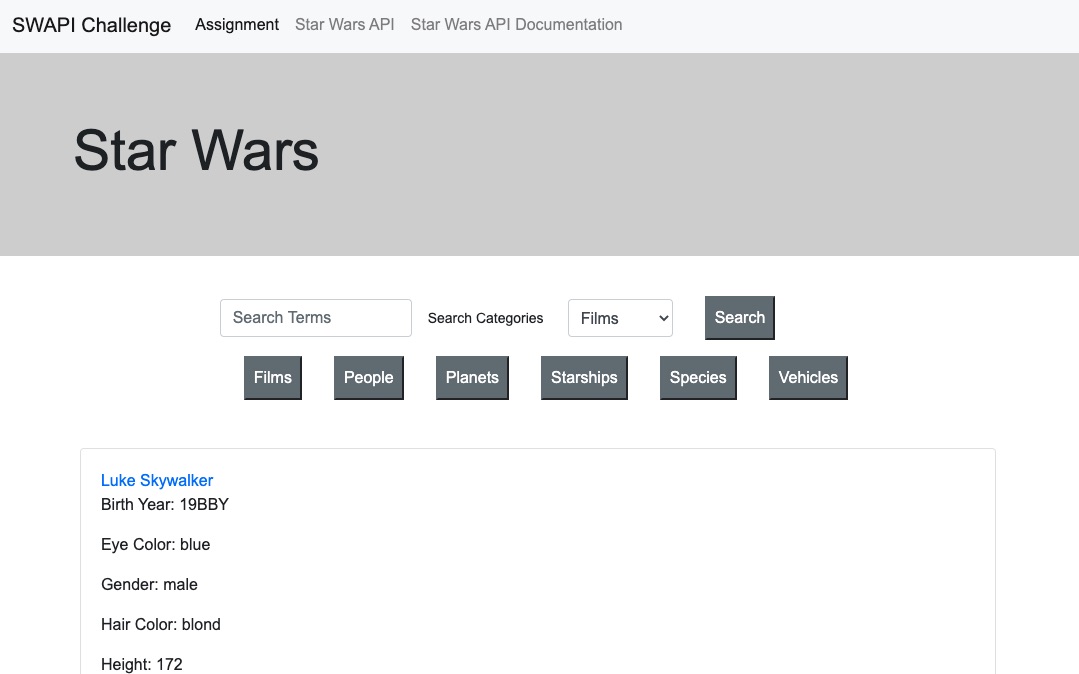 SWAPI Challenge Assignment Star Wars API Star Wars API Documentation
Star Wars
Search Terms Search Categories Films Search
Films People Planets Starships Species Vehicles
Luke Skywalker
Birth Year: 19BBY
Eye Color: blue
Gender: male
Hair Color: blond
Height: 172